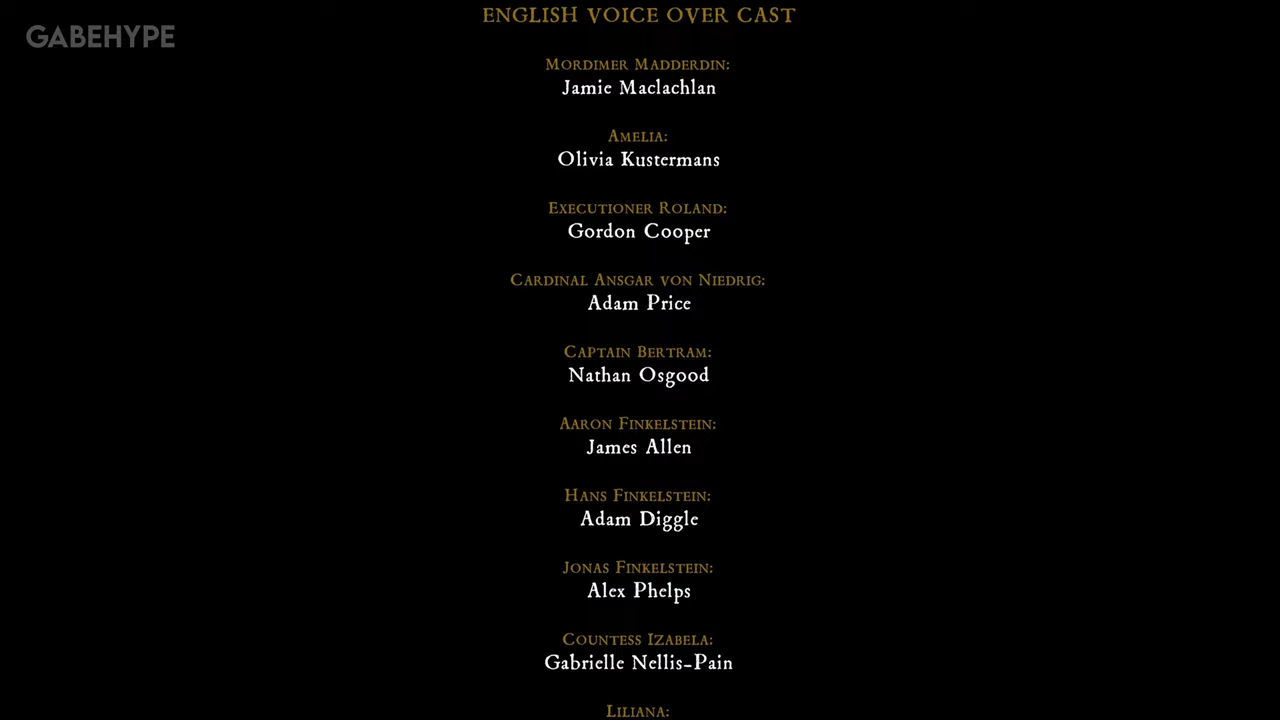 ENGLISH VOICE OVER CAST
GABEHYPE
Mordimer Madderdin:
Jamie Maclachlan
Amelia:
Olivia Kustermans
Executioner Roland:
Gordon Cooper
Cardinal Ansgar von Niedrig:
Adam Price
Captain Bertram:
Nathan Osgood
Aaron Finkelstein:
James Allen
Hans Finkelstein:
Adam Diggle
Jonas Finkelstein:
Alex Phelps
Countess Izabela:
Gabrielle Nellis-Pain
Liliana: